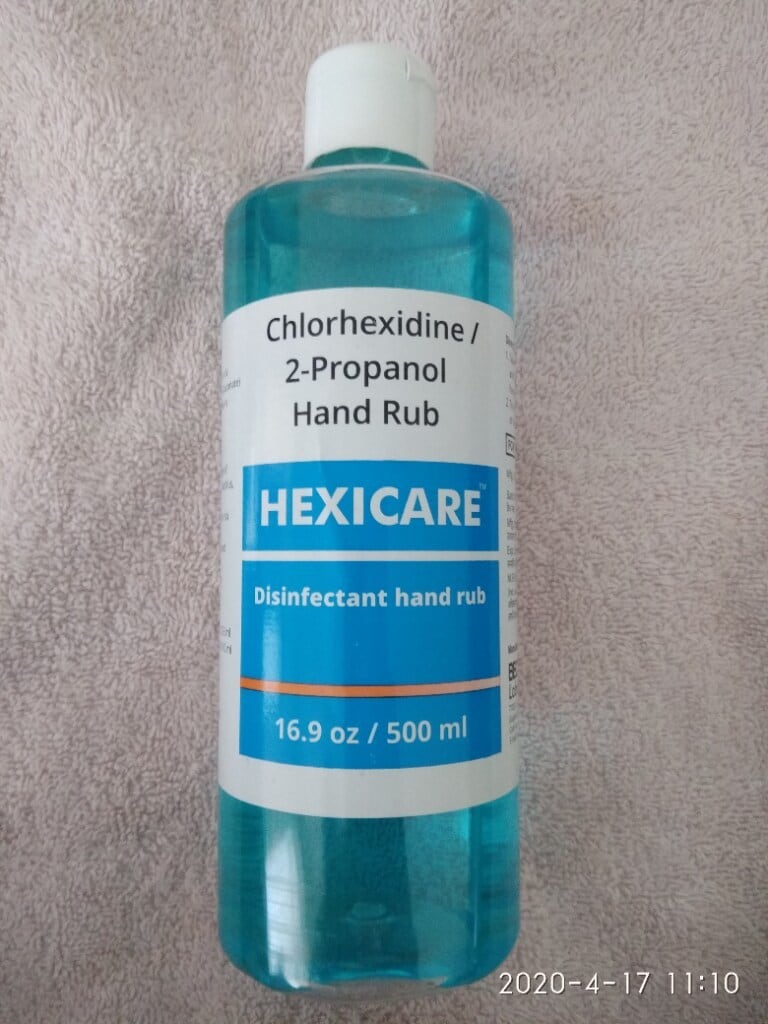 Chlorhexidine /
2-Propanol
Hand Rub
HEXICARE™
Disinfectant hand rub
16.9 oz / 500 ml
2020-4-17 11:10